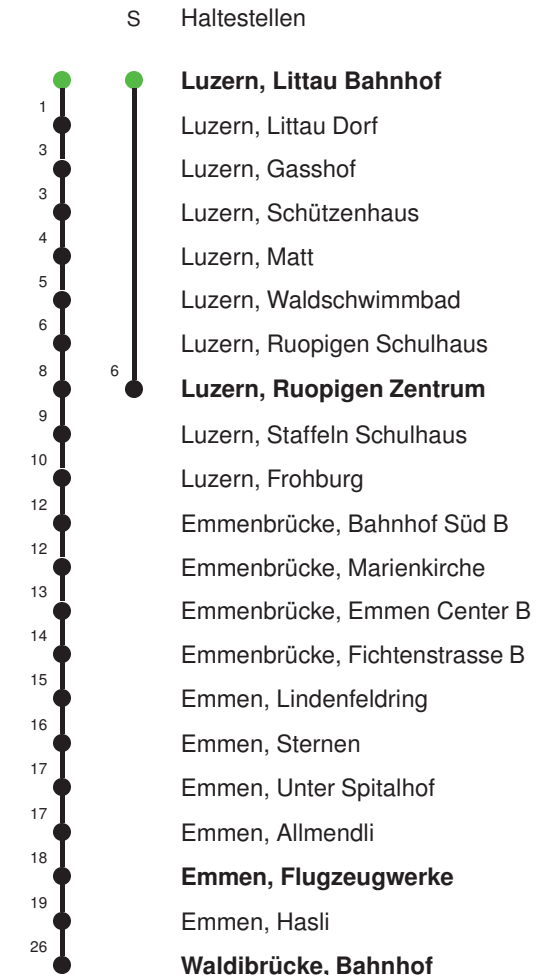 S Haltestellen
Luzern, Littau Bahnhof
1
Luzern, Littau Dorf
3
Luzern, Gasshof
3
Luzern, Schützenhaus
4
Luzern, Matt
5
Luzern, Waldschwimmbad
6
Luzern, Ruopigen Schulhaus
8 6
Luzern, Ruopigen Zentrum
9
Luzern, Staffeln Schulhaus
10
Luzern, Frohburg
12
Emmenbrücke, Bahnhof Süd B
12
Emmenbrücke, Marienkirche
13
Emmenbrücke, Emmen Center B
14
Emmenbrücke, Fichtenstrasse B
15
Emmen, Lindenfeldring
16
Emmen, Sternen
17
Emmen, Unter Spitalhof
17
Emmen, Allmendli
18
Emmen, Flugzeugwerke
19
Emmen, Hasli
26
Waldibrücke, Bahnhof